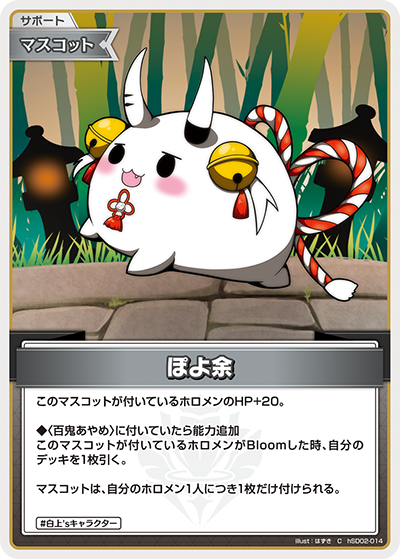 サポート
マスコット
ぽよ余
このマスコットが付いているホロメンのHP+20。
◆〈百鬼あやめ〉に付いていたら能力追加
このマスコットが付いているホロメンがBloomした時、自分の
デッキを1枚引く。
マスコットは、自分のホロメン1人につき1枚だけ付けられる。
#白上'sキャラクター
illust：はずき C hSD02-014